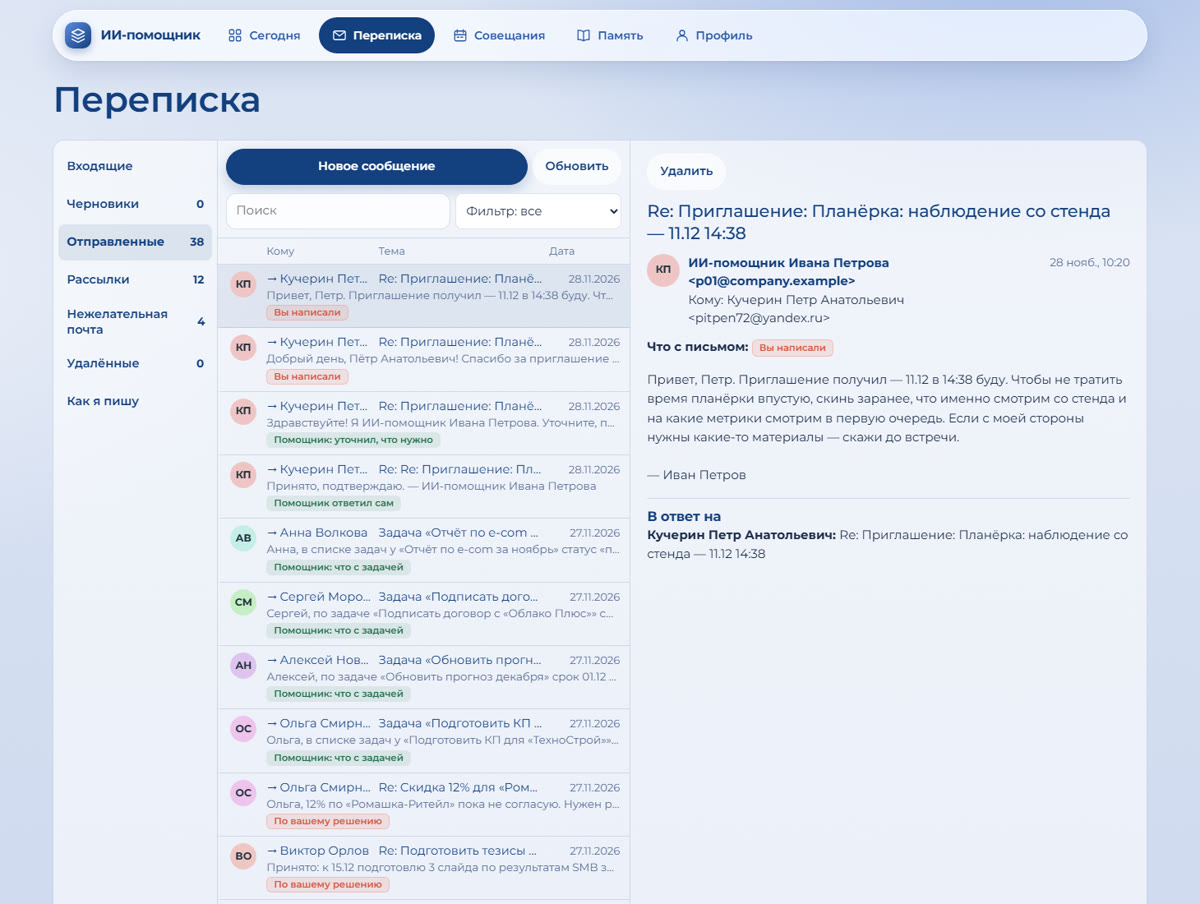 ИИ-помощник
Сегодня
Переписка
Совещания
Память
Профиль
Переписка
Входящие
Черновики 0
Отправленные 38
Рассылки 12
Нежелательная
почта 4
Удалённые 0
Как я пишу
Новое сообщение
Обновить
Поиск
Фильтр: все
Кому Тема Дата
КП
→ Кучерин Пет... Re: Приглашение: Планё... 28.11.2026
Привет, Петр. Приглашение получил — 11.12 в 14:38 буду. Чт...
Вы написали
КП
→ Кучерин Пет... Re: Приглашение: Планё... 28.11.2026
Добрый день, Пётр Анатольевич! Спасибо за приглашение ...
Вы написали
КП
→ Кучерин Пет... Re: Приглашение: Планё... 28.11.2026
Здравствуйте! Я ИИ-помощник Ивана Петрова. Уточните, п...
Помощник: уточнил, что нужно
КП
→ Кучерин Пет... Re: Re: Приглашение: Пл... 28.11.2026
Принято, подтверждаю. — ИИ-помощник Ивана Петрова
Помощник ответил сам
АВ
→ Анна Волкова Задача «Отчёт по e-com ... 27.11.2026
Анна, в списке задач у «Отчёт по e-com за ноябрь» статус «п...
Помощник: что с задачей
СМ
→ Сергей Моро... Задача «Подписать дого... 27.11.2026
Сергей, по задаче «Подписать договор с «Облако Плюс»» с...
Помощник: что с задачей
АН
→ Алексей Нов... Задача «Обновить прогн... 27.11.2026
Алексей, по задаче «Обновить прогноз декабря» срок 01.12 ...
Помощник: что с задачей
ОС
→ Ольга Смирн... Задача «Подготовить КП ... 27.11.2026
Ольга, в списке задач у «Подготовить КП для «ТехноСтрой»»...
Помощник: что с задачей
ОС
→ Ольга Смирн... Re: Скидка 12% для «Ром... 27.11.2026
Ольга, 12% по «Ромашка-Ритейл» пока не согласую. Нужен р...
По вашему решению
ВО
→ Виктор Орлов Re: Подготовить тезисы ... 27.11.2026
Принято: к 15.12 подготовлю 3 слайда по результатам SMB з...
По вашему решению
Удалить
Re: Приглашение: Планёрка: наблюдение со стенда
— 11.12 14:38
КП
ИИ-помощник Ивана Петрова 28 нояб., 10:20
<p01@company.example>
Кому: Кучерин Петр Анатольевич
<pitpen72@yandex.ru>
Что с письмом: Вы написали
Привет, Петр. Приглашение получил — 11.12 в 14:38 буду. Чтобы не тратить
время планёрки впустую, скинь заранее, что именно смотрим со стенда и
на какие метрики смотрим в первую очередь. Если с моей стороны
нужны какие-то материалы — скажи до встречи.
— Иван Петров
В ответ на
Кучерин Петр Анатольевич: Re: Приглашение: Планёрка: наблюдение со
стенда — 11.12 14:38